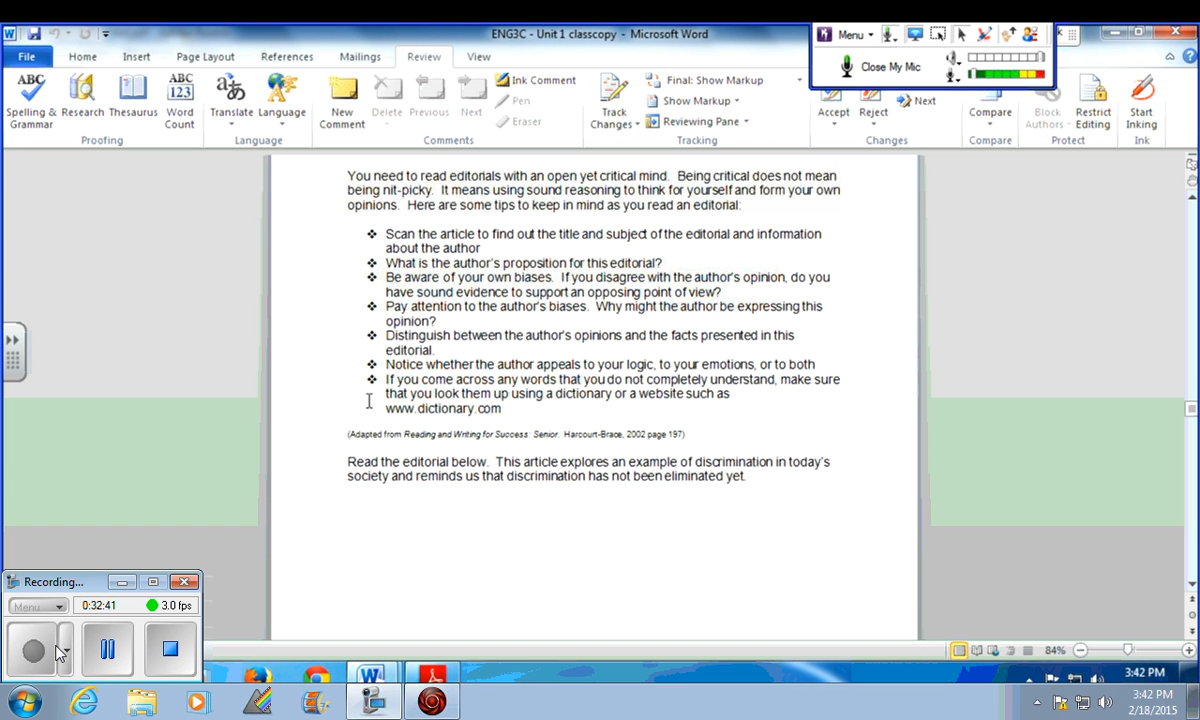 ENG3C - Unit 1 classcopy - Microsoft Word
Menu
Close My Mic
File Home Insert Page Layout References Mailings Review View
ABC Spelling & Grammar
Research
Thesaurus
ABC 123 Word Count
Proofing
Translate
Language
Language
New Comment
Delete
Previous
Next
Ink Comment
Pen
Eraser
Comments
Track Changes
Final: Show Markup
Show Markup
Reviewing Pane
Tracking
Accept
Reject
Next
Changes
Compare
Compare
Block Authors
Restrict Editing
Protect
Start Inking
Ink
You need to read editorials with an open yet critical mind. Being critical does not mean
being nit-picky. It means using sound reasoning to think for yourself and form your own
opinions. Here are some tips to keep in mind as you read an editorial:
❖ Scan the article to find out the title and subject of the editorial and information
about the author
❖ What is the author's proposition for this editorial?
❖ Be aware of your own biases. If you disagree with the author's opinion, do you
have sound evidence to support an opposing point of view?
❖ Pay attention to the author's biases. Why might the author be expressing this
opinion?
❖ Distinguish between the author's opinions and the facts presented in this
editorial.
❖ Notice whether the author appeals to your logic, to your emotions, or to both
❖ If you come across any words that you do not completely understand, make sure
that you look them up using a dictionary or a website such as
www.dictionary.com
(Adapted from Reading and Writing for Success: Senior. Harcourt-Brace, 2002 page 197)
Read the editorial below. This article explores an example of discrimination in today's
society and reminds us that discrimination has not been eliminated yet.
Recording...
Menu
0:32:41
3.0 fps
84%
3:42 PM
3:42 PM
2/18/2015